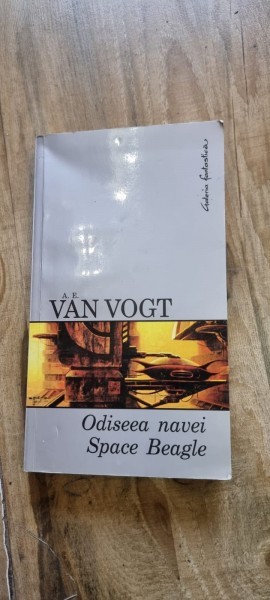 A. E.
VAN VOGT
Odiseea navei
Space Beagle